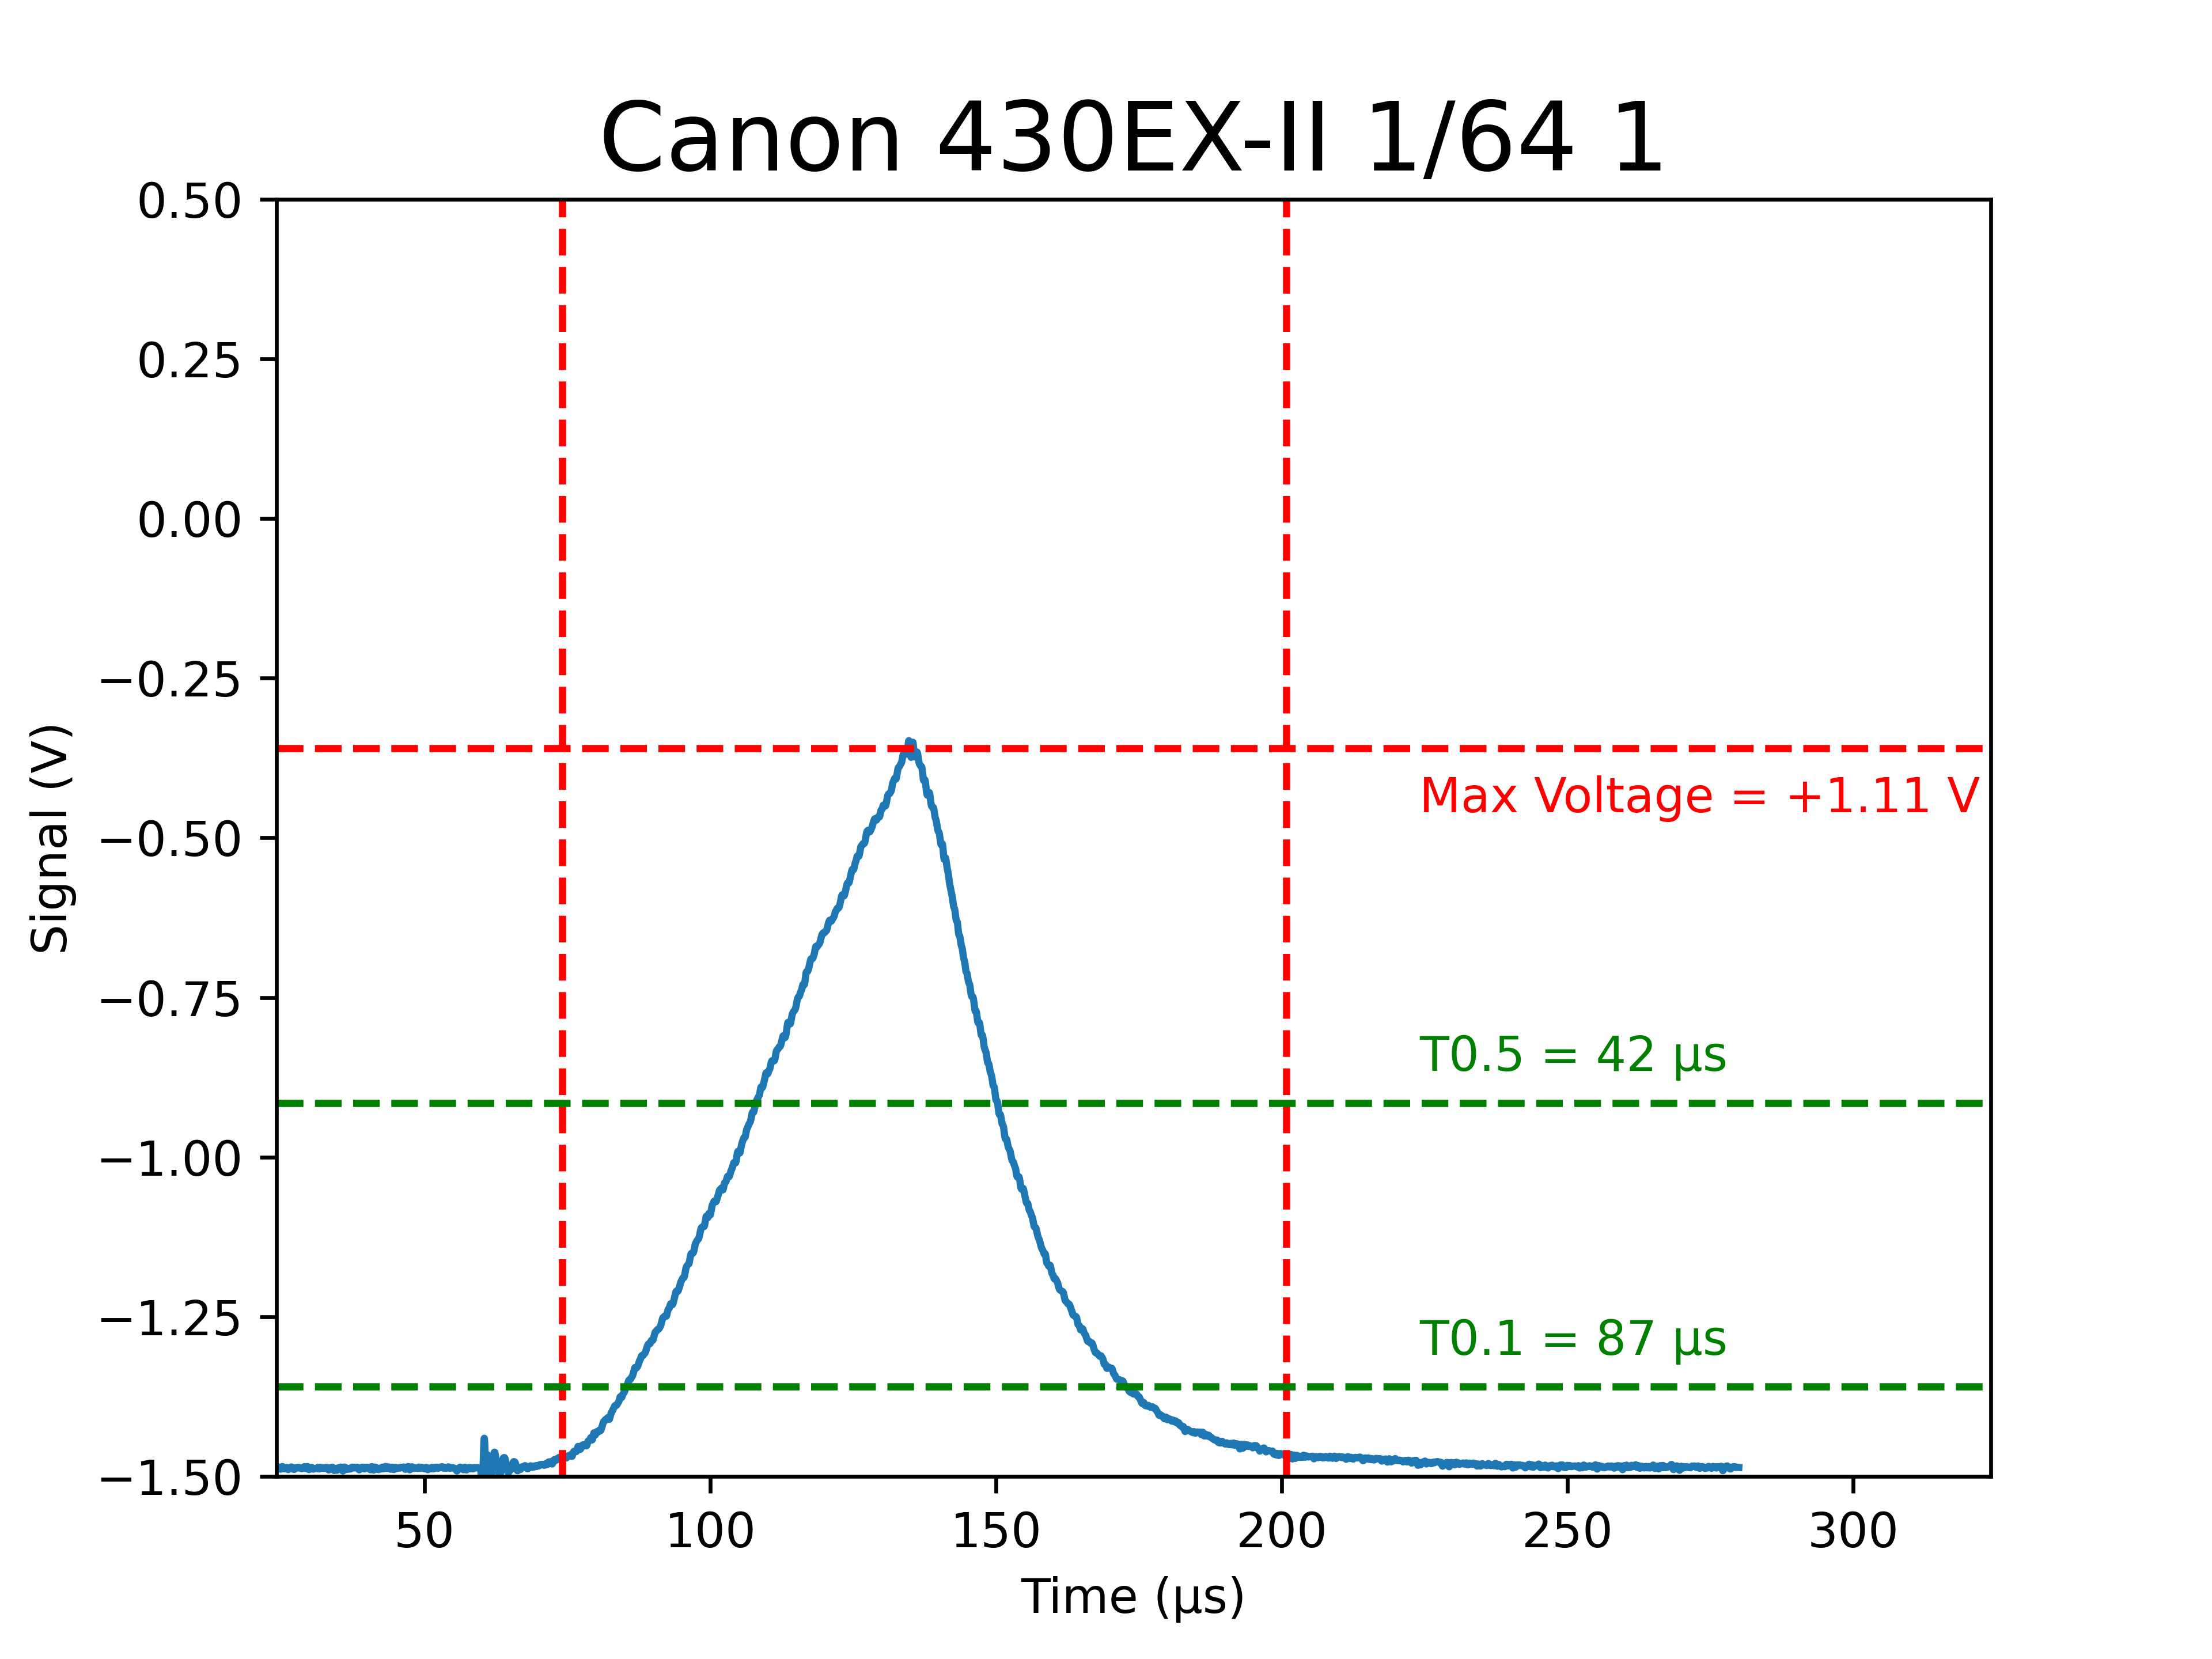 Canon 430EX-II 1/64 1
0.50
0.25
0.00
−0.25
−0.50
−0.75
−1.00
−1.25
−1.50
Signal (V)
Max Voltage = +1.11 V
T0.5 = 42 µs
T0.1 = 87 µs
50 100 150 200 250 300
Time (µs)